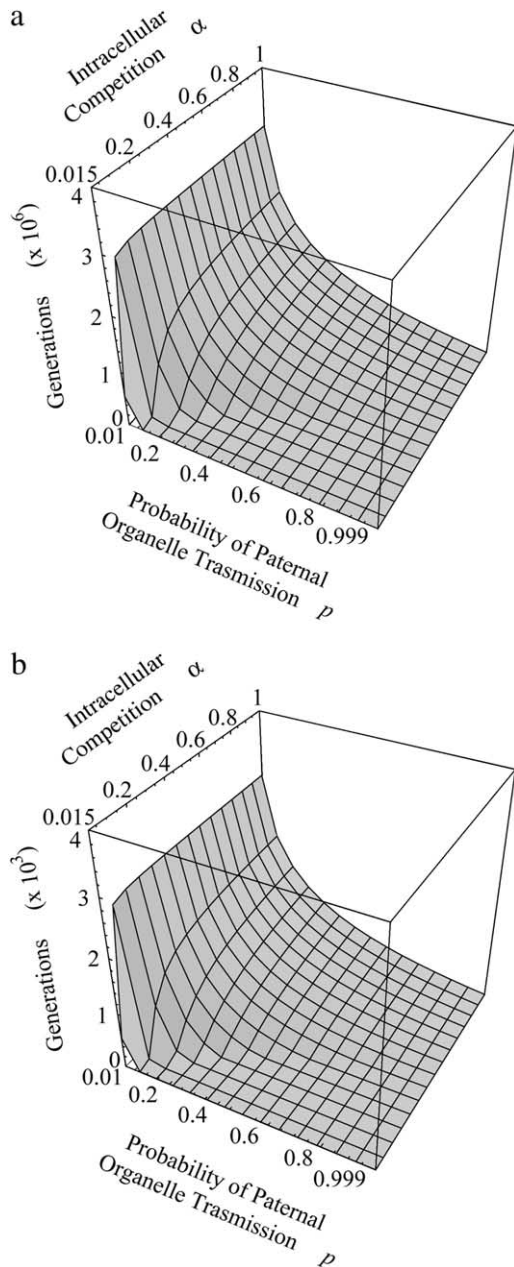 a
Intracellular
Competition α
0.015
0.2
0.4
0.6
0.8
1
4
3
2
1
0
Generations (x 10⁶)
0.01
0.2
0.4
0.6
0.8
0.999
Probability of Paternal
Organelle Trasmission p
b
Intracellular
Competition α
0.015
0.2
0.4
0.6
0.8
1
4
3
2
1
0
Generations (x 10³)
0.01
0.2
0.4
0.6
0.8
0.999
Probability of Paternal
Organelle Trasmission p